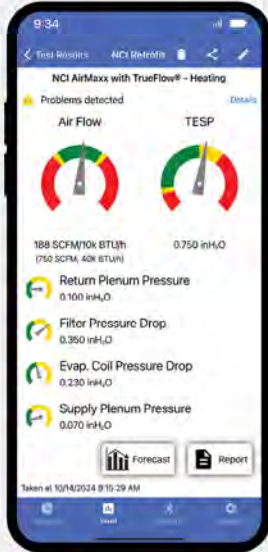 9:34
Test Results NCI Retrofit
NCI AirMaxx with TrueFlow® - Heating
Problems detected Details
Air Flow TESP
188 SCFM/10k BTU/h 0.750 inH₂O
(750 SCFM, 40K BTU/h)
Return Plenum Pressure
0.100 inH₂O
Filter Pressure Drop
0.350 inH₂O
Evap. Coil Pressure Drop
0.230 inH₂O
Supply Plenum Pressure
0.070 inH₂O
Forecast Report
Taken at 10/14/2024 9:15:29 AM